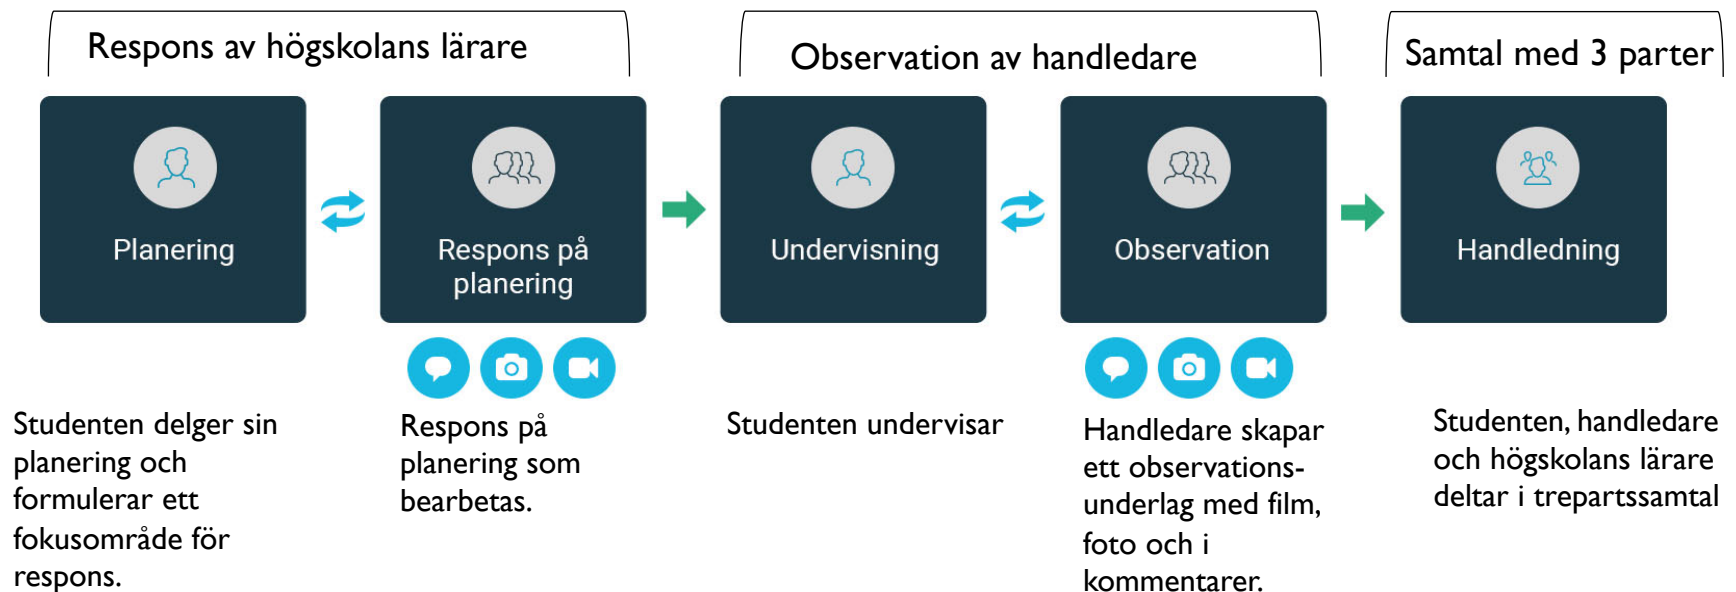 Respons av högskolans lärare
Observation av handledare
Samtal med 3 parter
Planering
Respons på
planering
Undervisning
Observation
Handledning
Studenten delger sin
planering och
formulerar ett
fokusområde för
respons.
Respons på
planering som
bearbetas.
Studenten undervisar
Handledare skapar
ett observations-
underlag med film,
foto och i
kommentarer.
Studenten, handledare
och högskolans lärare
deltar i trepartssamtal